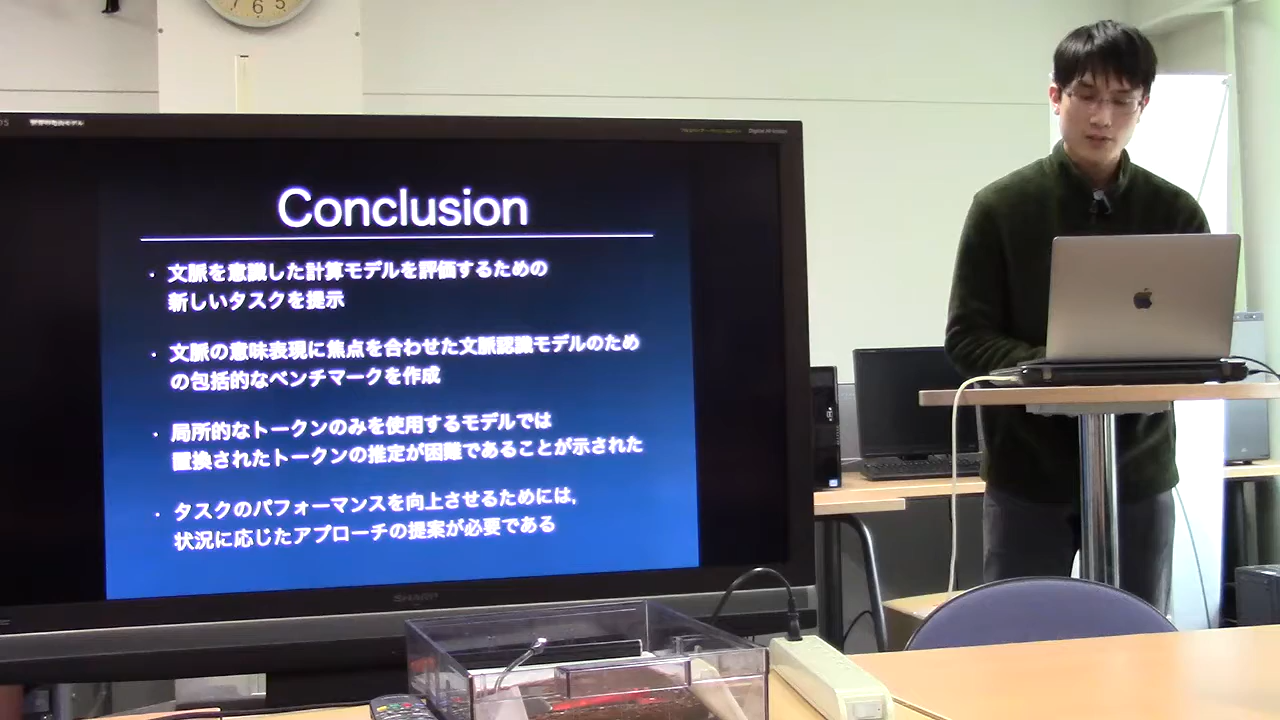 7 6 5
Conclusion
・文脈を意識した計算モデルを評価するための
新しいタスクを提示
・文脈の意味表現に焦点を合わせた文脈認識モデルのため
の包括的なベンチマークを作成
・局所的なトークンのみを使用するモデルでは
置換されたトークンの推定が困難であることが示された
・タスクのパフォーマンスを向上させるためには,
状況に応じたアプローチの提案が必要である
SHARP